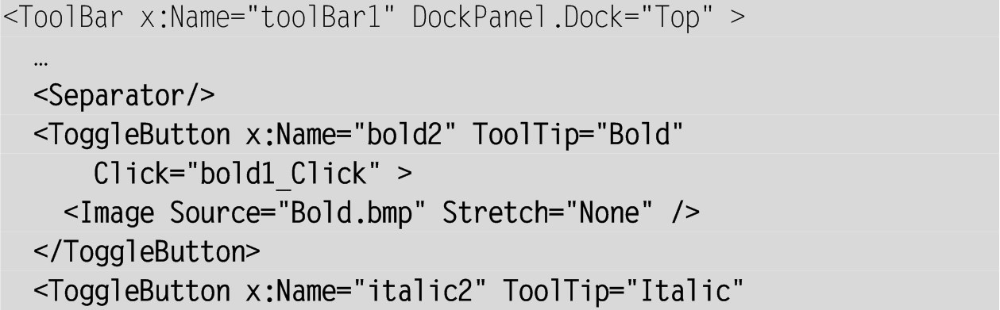 <ToolBar x:Name="toolBar1" DockPanel.Dock="Top" >
…
<Separator/>
<ToggleButton x:Name="bold2" ToolTip="Bold"
Click="bold1_Click" >
<Image Source="Bold.bmp" Stretch="None" />
</ToggleButton>
<ToggleButton x:Name="italic2" ToolTip="Italic"